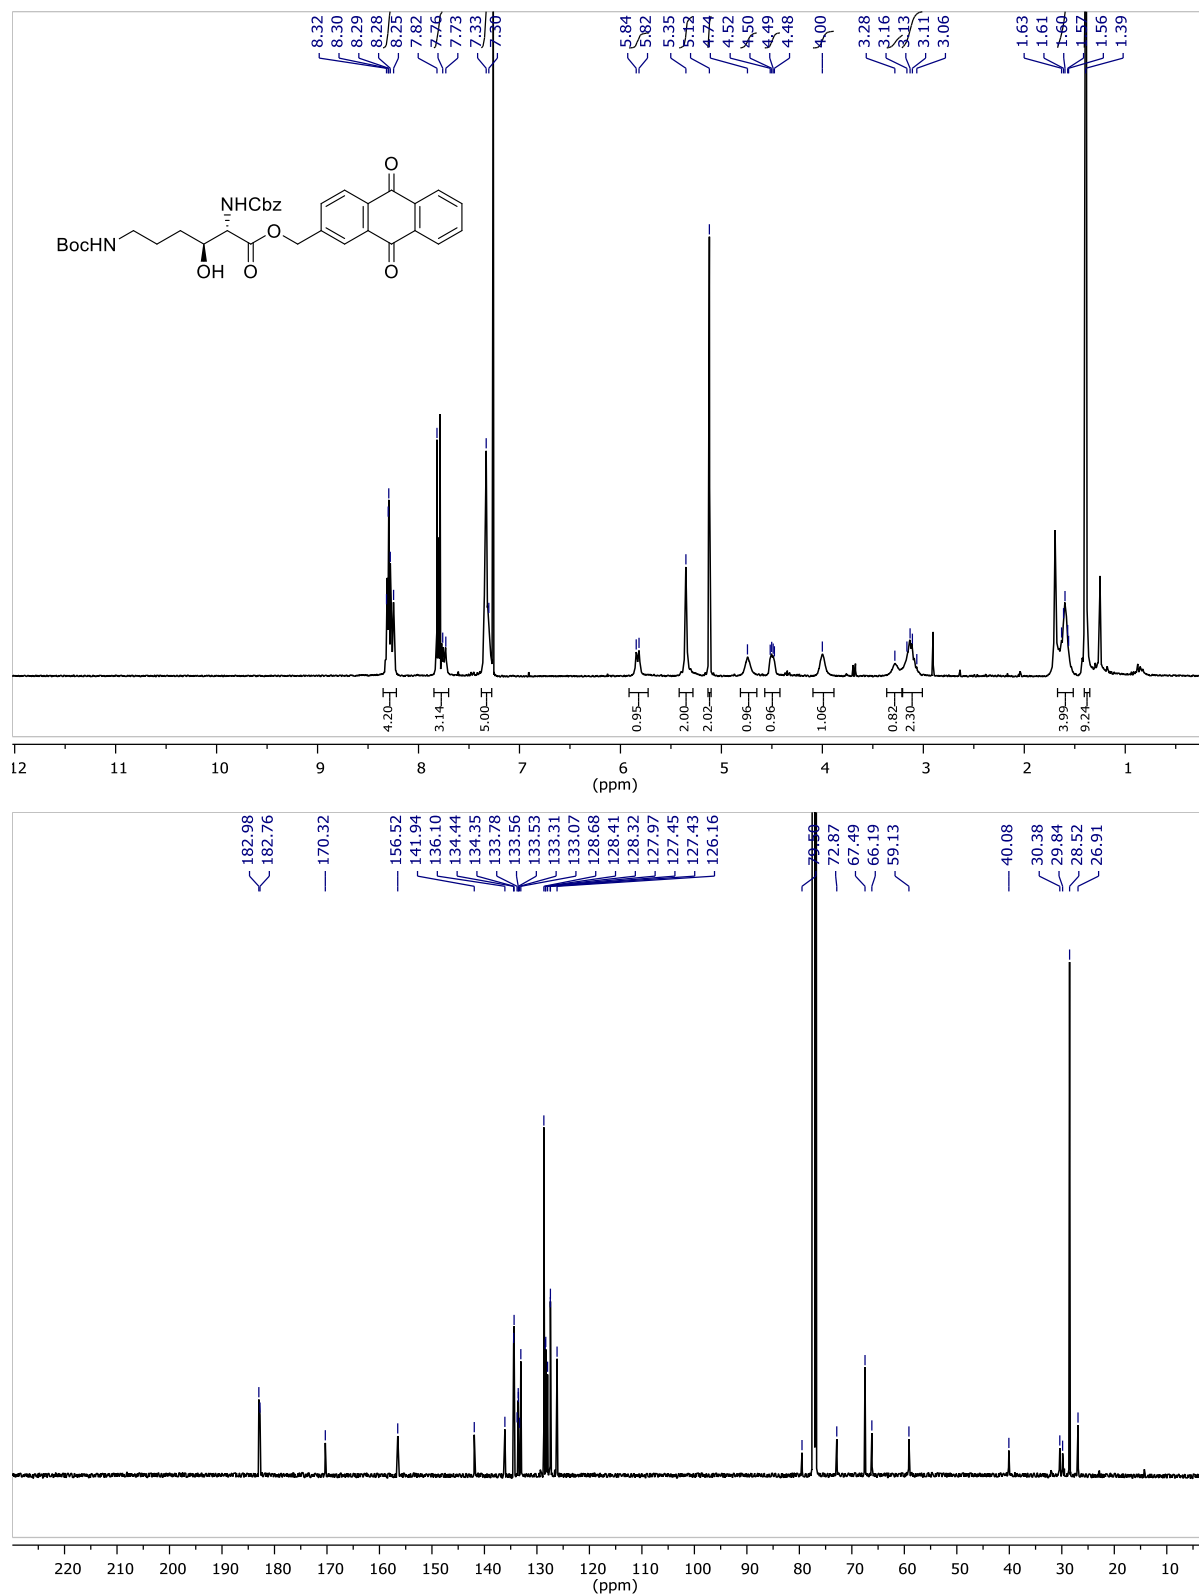 8.32 8.30 8.29 8.28 8.25 7.82 7.76 7.73 7.33 7.30 5.84 5.82 5.35 5.12 4.74 4.52 4.50 4.49 4.48 4.00 3.28 3.16 3.13 3.11 3.06 1.63 1.61 1.60 1.57 1.56 1.39
O
NHCbz
O
BocHN
OH
O
O
4.20 3.14 5.00 0.95 2.00 2.02 0.96 0.96 1.06 0.82 2.30 3.99 9.24
12 11 10 9 8 7 6 5 4 3 2 1
(ppm)
182.98 182.76 170.32 156.52 141.94 136.10 134.44 134.35 133.78 133.56 133.53 133.31 133.07 128.68 128.41 128.32 127.97 127.45 127.43 126.16 79.50 72.87 67.49 66.19 59.13 40.08 30.38 29.84 28.52 26.91
220 210 200 190 180 170 160 150 140 130 120 110 100 90 80 70 60 50 40 30 20 10
(ppm)